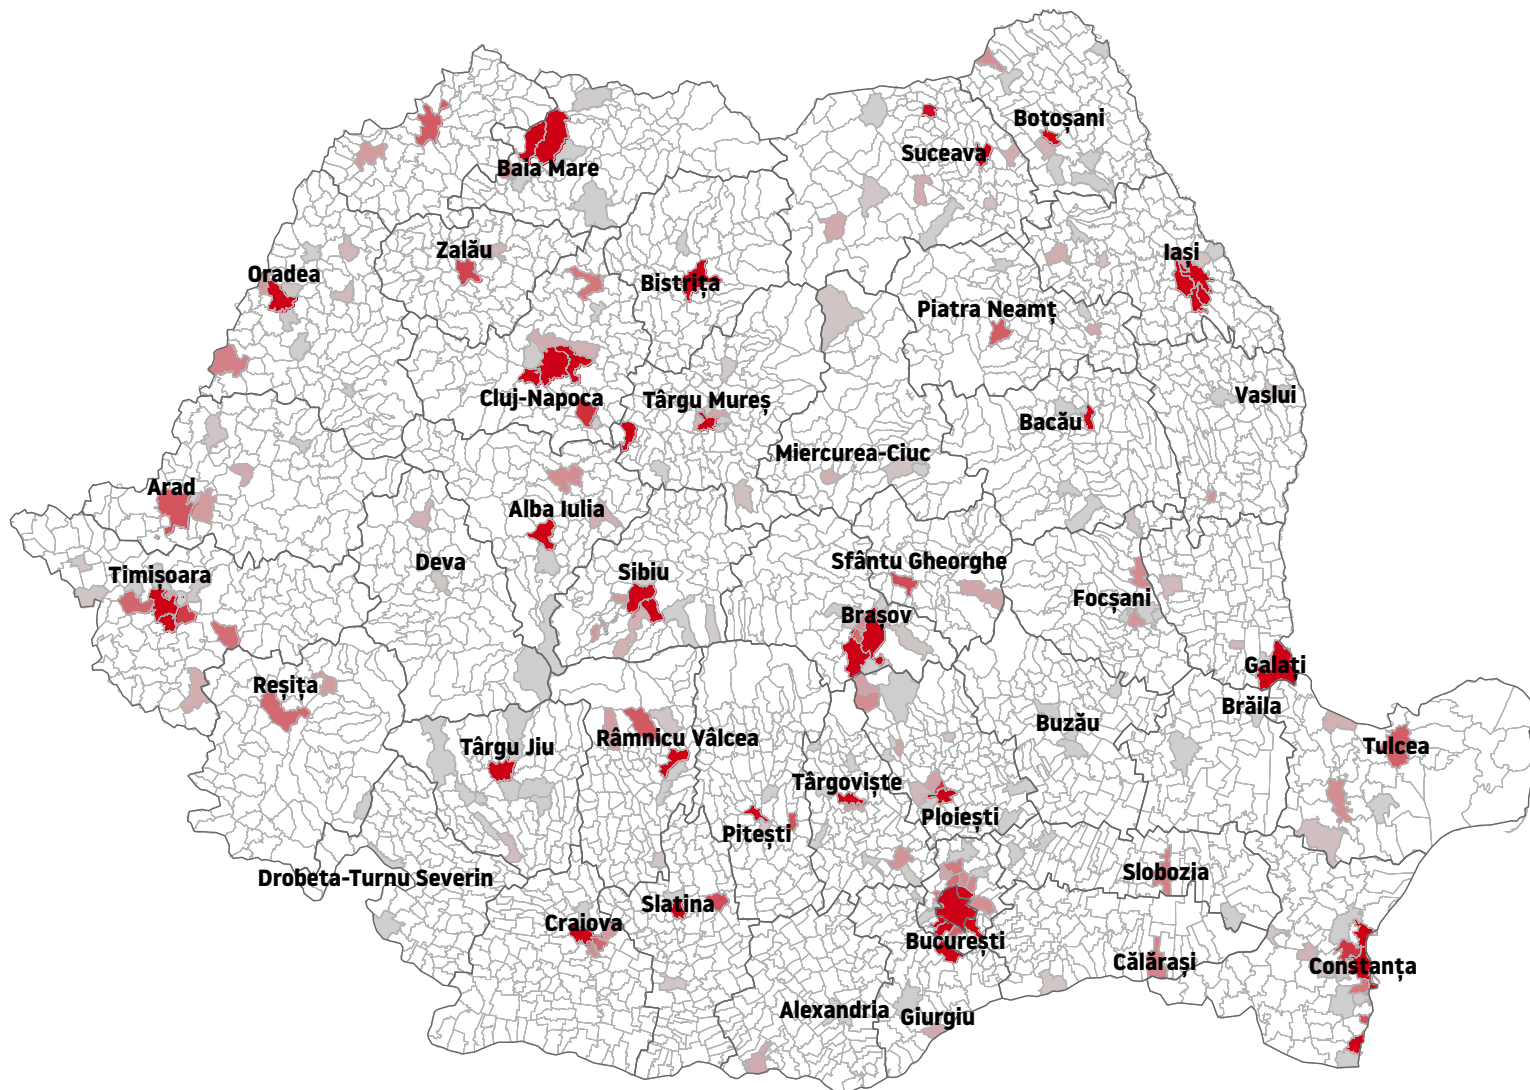 Botoșani
Suceava
Baia Mare
Zalău
Iași
Oradea
Bistrița
Piatra Neamț
Cluj-Napoca
Târgu Mureș
Vaslui
Bacău
Miercurea-Ciuc
Arad
Alba Iulia
Deva
Sfântu Gheorghe
Timișoara
Sibiu
Focșani
Brașov
Galați
Reșița
Brăila
Buzău
Târgu Jiu
Râmnicu Vâlcea
Tulcea
Târgoviște
Ploiești
Pitești
Slobozia
Drobeta-Turnu Severin
Slatina
Craiova
București
Călărași
Constanța
Alexandria
Giurgiu